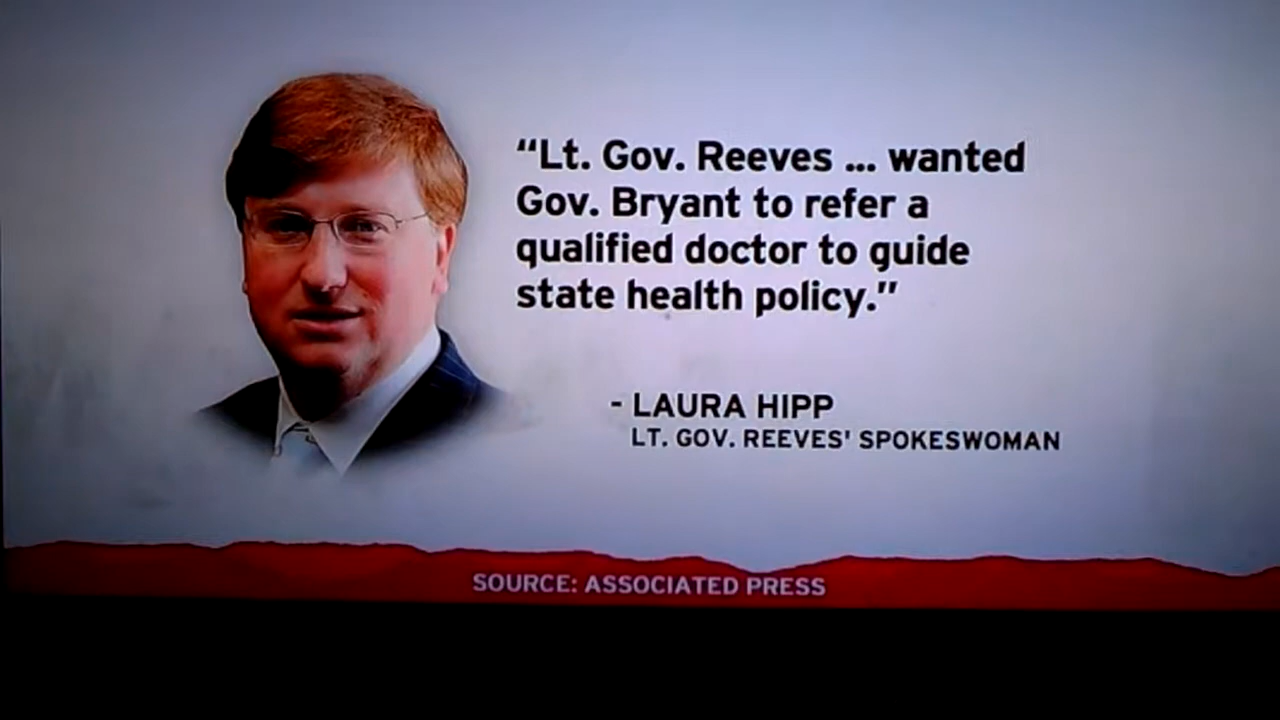 “Lt. Gov. Reeves ... wanted
Gov. Bryant to refer a
qualified doctor to guide
state health policy.”
- LAURA HIPP
LT. GOV. REEVES' SPOKESWOMAN
SOURCE: ASSOCIATED PRESS